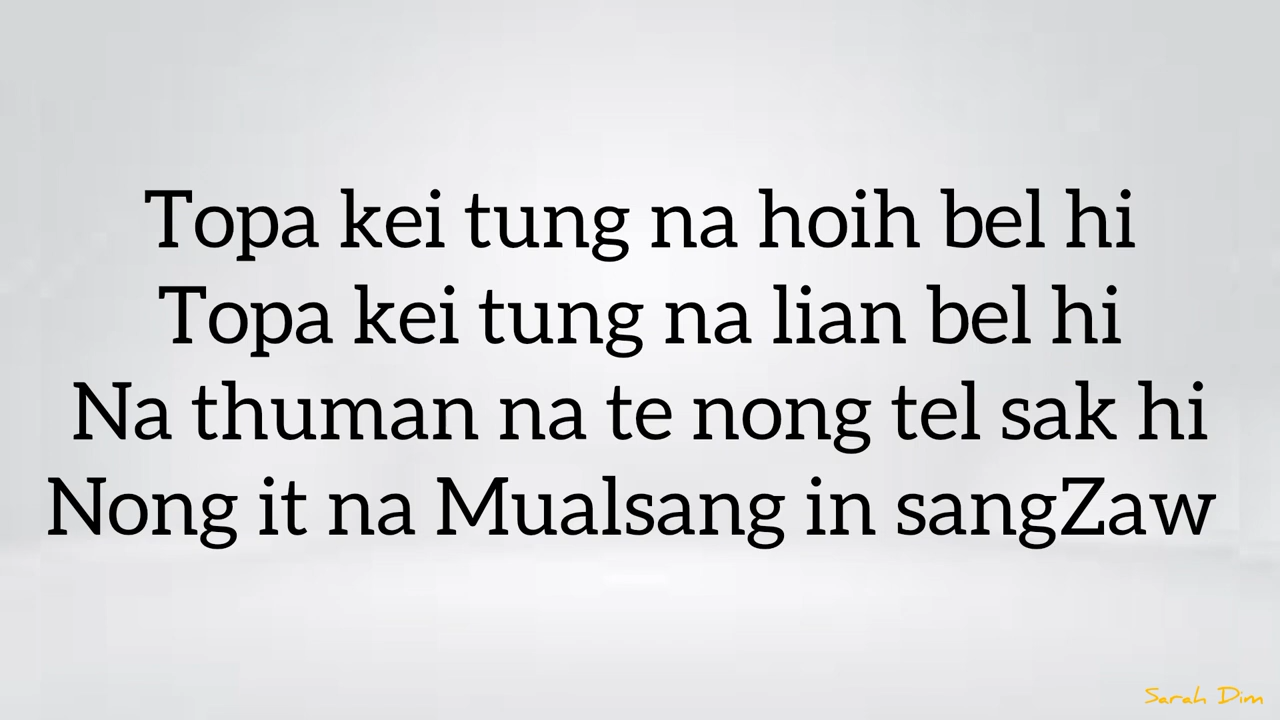 Topa kei tung na hoih bel hi
Topa kei tung na lian bel hi
Na thuman na te nong tel sak hi
Nong it na Mualsang in sangZaw
Sarah Dim